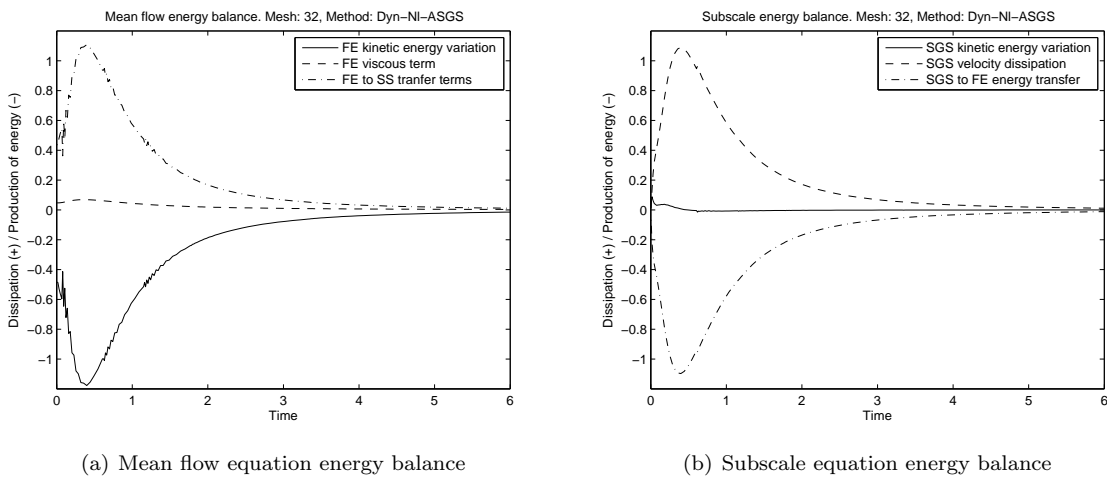 Mean flow energy balance. Mesh: 32, Method: Dyn−NI−ASGS
FE kinetic energy variation
FE viscous term
FE to SS tranfer terms
Dissipation (+) / Production of energy (−)
1
0.8
0.6
0.4
0.2
0
−0.2
−0.4
−0.6
−0.8
−1
0 1 2 3 4 5 6
Time
(a) Mean flow equation energy balance
Subscale energy balance. Mesh: 32, Method: Dyn−NI−ASGS
SGS kinetic energy variation
SGS velocity dissipation
SGS to FE energy transfer
Dissipation (+) / Production of energy (−)
1
0.8
0.6
0.4
0.2
0
−0.2
−0.4
−0.6
−0.8
−1
0 1 2 3 4 5 6
Time
(b) Subscale equation energy balance